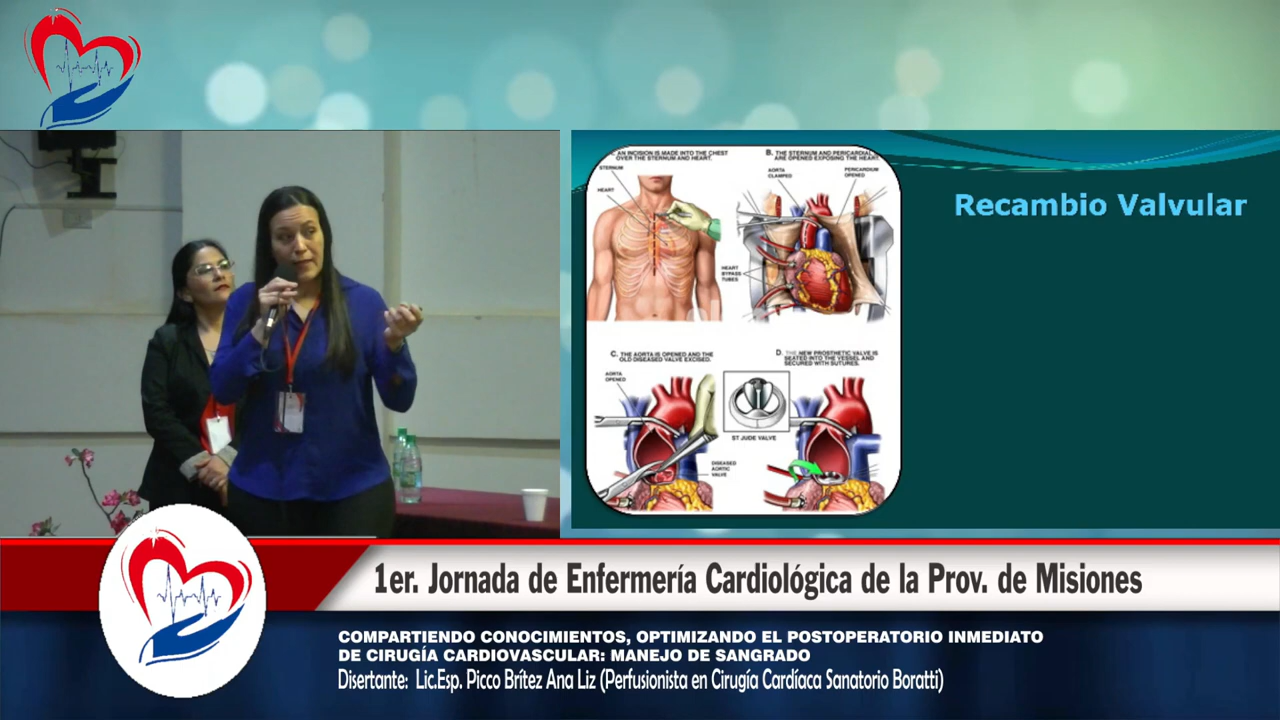 AN INCISION IS MADE INTO THE CHEST
OVER THE STERNUM AND HEART.
STERNUM
HEART
B. THE STERNUM AND PERICARDIAL
ARE OPENED EXPOSING THE HEART.
AORTA
CLAMPED
PERICARDIUM
OPENED
HEART
BYPASS
TUBES
Recambio Valvular
C. THE AORTA IS OPENED AND THE
OLD DISEASED VALVE EXCISED.
AORTA
OPENED
DISEASED
AORTIC
VALVE
D. THE NEW PROSTHETIC VALVE IS
SEATED INTO THE VESSEL AND
SECURED WITH SUTURES.
ST JUDE VALVE
1er. Jornada de Enfermería Cardiológica de la Prov. de Misiones
COMPARTIENDO CONOCIMIENTOS, OPTIMIZANDO EL POSTOPERATORIO INMEDIATO
DE CIRUGÍA CARDIOVASCULAR: MANEJO DE SANGRADO
Disertante: Lic.Esp. Picco Brítez Ana Liz (Perfusionista en Cirugía Cardíaca Sanatorio Boratti)